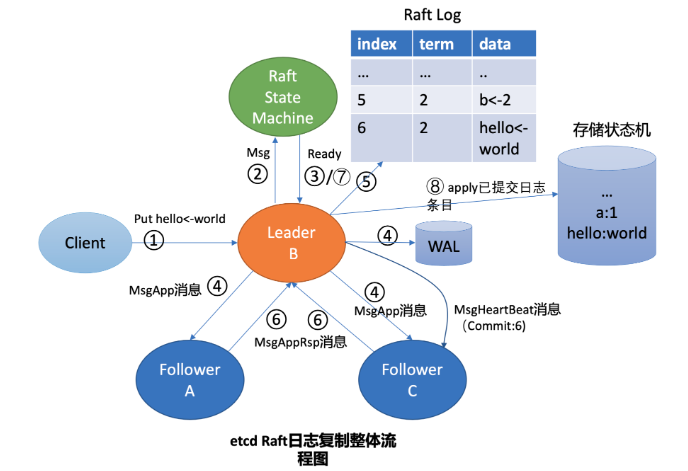 Raft Log
index term data
... ... ..
5 2 b<-2
6 2 hello<-
world
Raft
State
Machine
存储状态机
...
a:1
hello:world
Msg
②
Ready
③/⑦
⑤
⑧ apply已提交日志
条目
Put hello<-world
①
Client
Leader
B
④
WAL
MsgApp消息 ④
④
MsgApp消息
MsgHeartBeat消息
（Commit:6)
⑥ ⑥
MsgAppRsp消息
Follower
A
Follower
C
etcd Raft日志复制整体流
程图